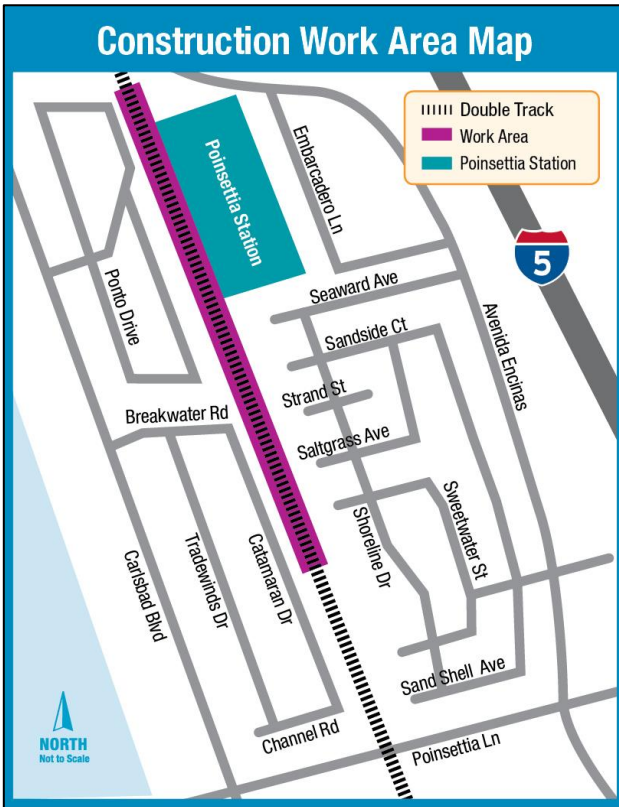 Construction Work Area Map
Double Track
Work Area
Poinsettia Station
Poinsettia Station
Embarcadero Ln
5
Ponto Drive
Seaward Ave
Avenida Encinas
Sandside Ct
Strand St
Breakwater Rd
Saltgrass Ave
Sweetwater St
Shoreline Dr
Catamaran Dr
Tradewinds Dr
Carlsbad Blvd
Sand Shell Ave
Channel Rd
Poinsettia Ln
NORTH
Not to Scale